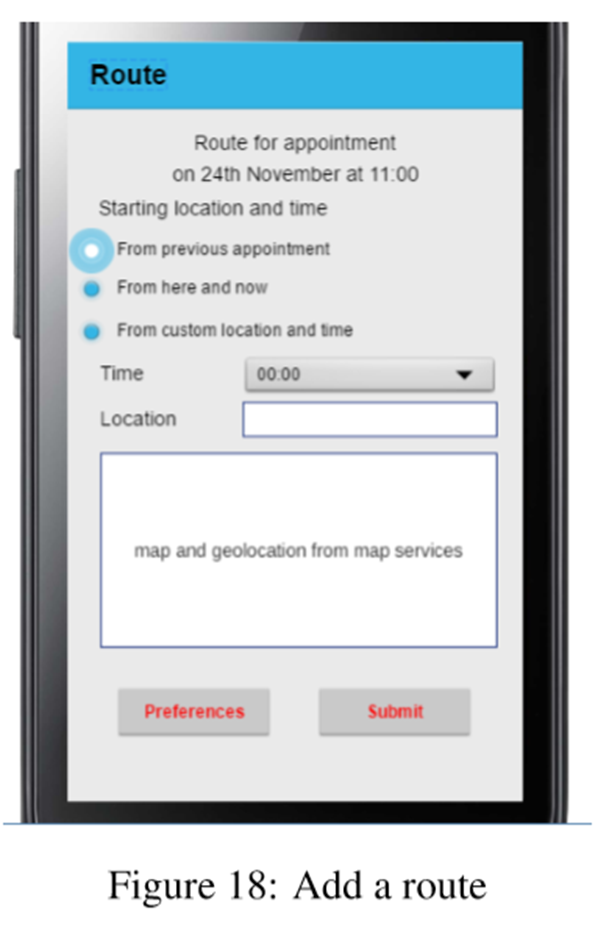 Route
Route for appointment
on 24th November at 11:00
Starting location and time
From previous appointment
From here and now
From custom location and time
Time 00:00
Location
map and geolocation from map services
Preferences Submit
Figure 18: Add a route